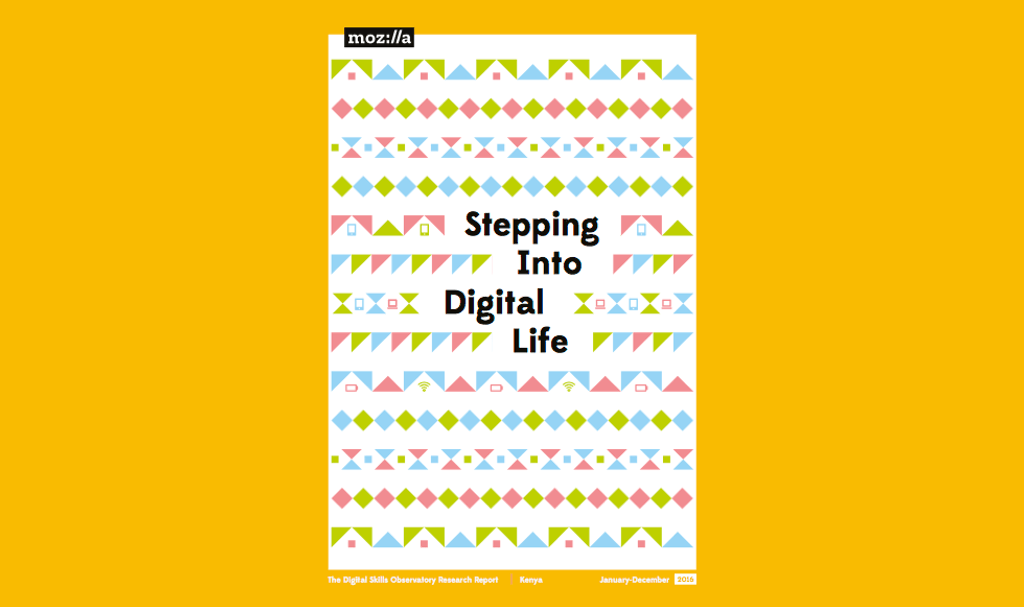 moz://a
Stepping
Into
Digital
Life
The Digital Skills Observatory Research Report | Kenya January-December 2016